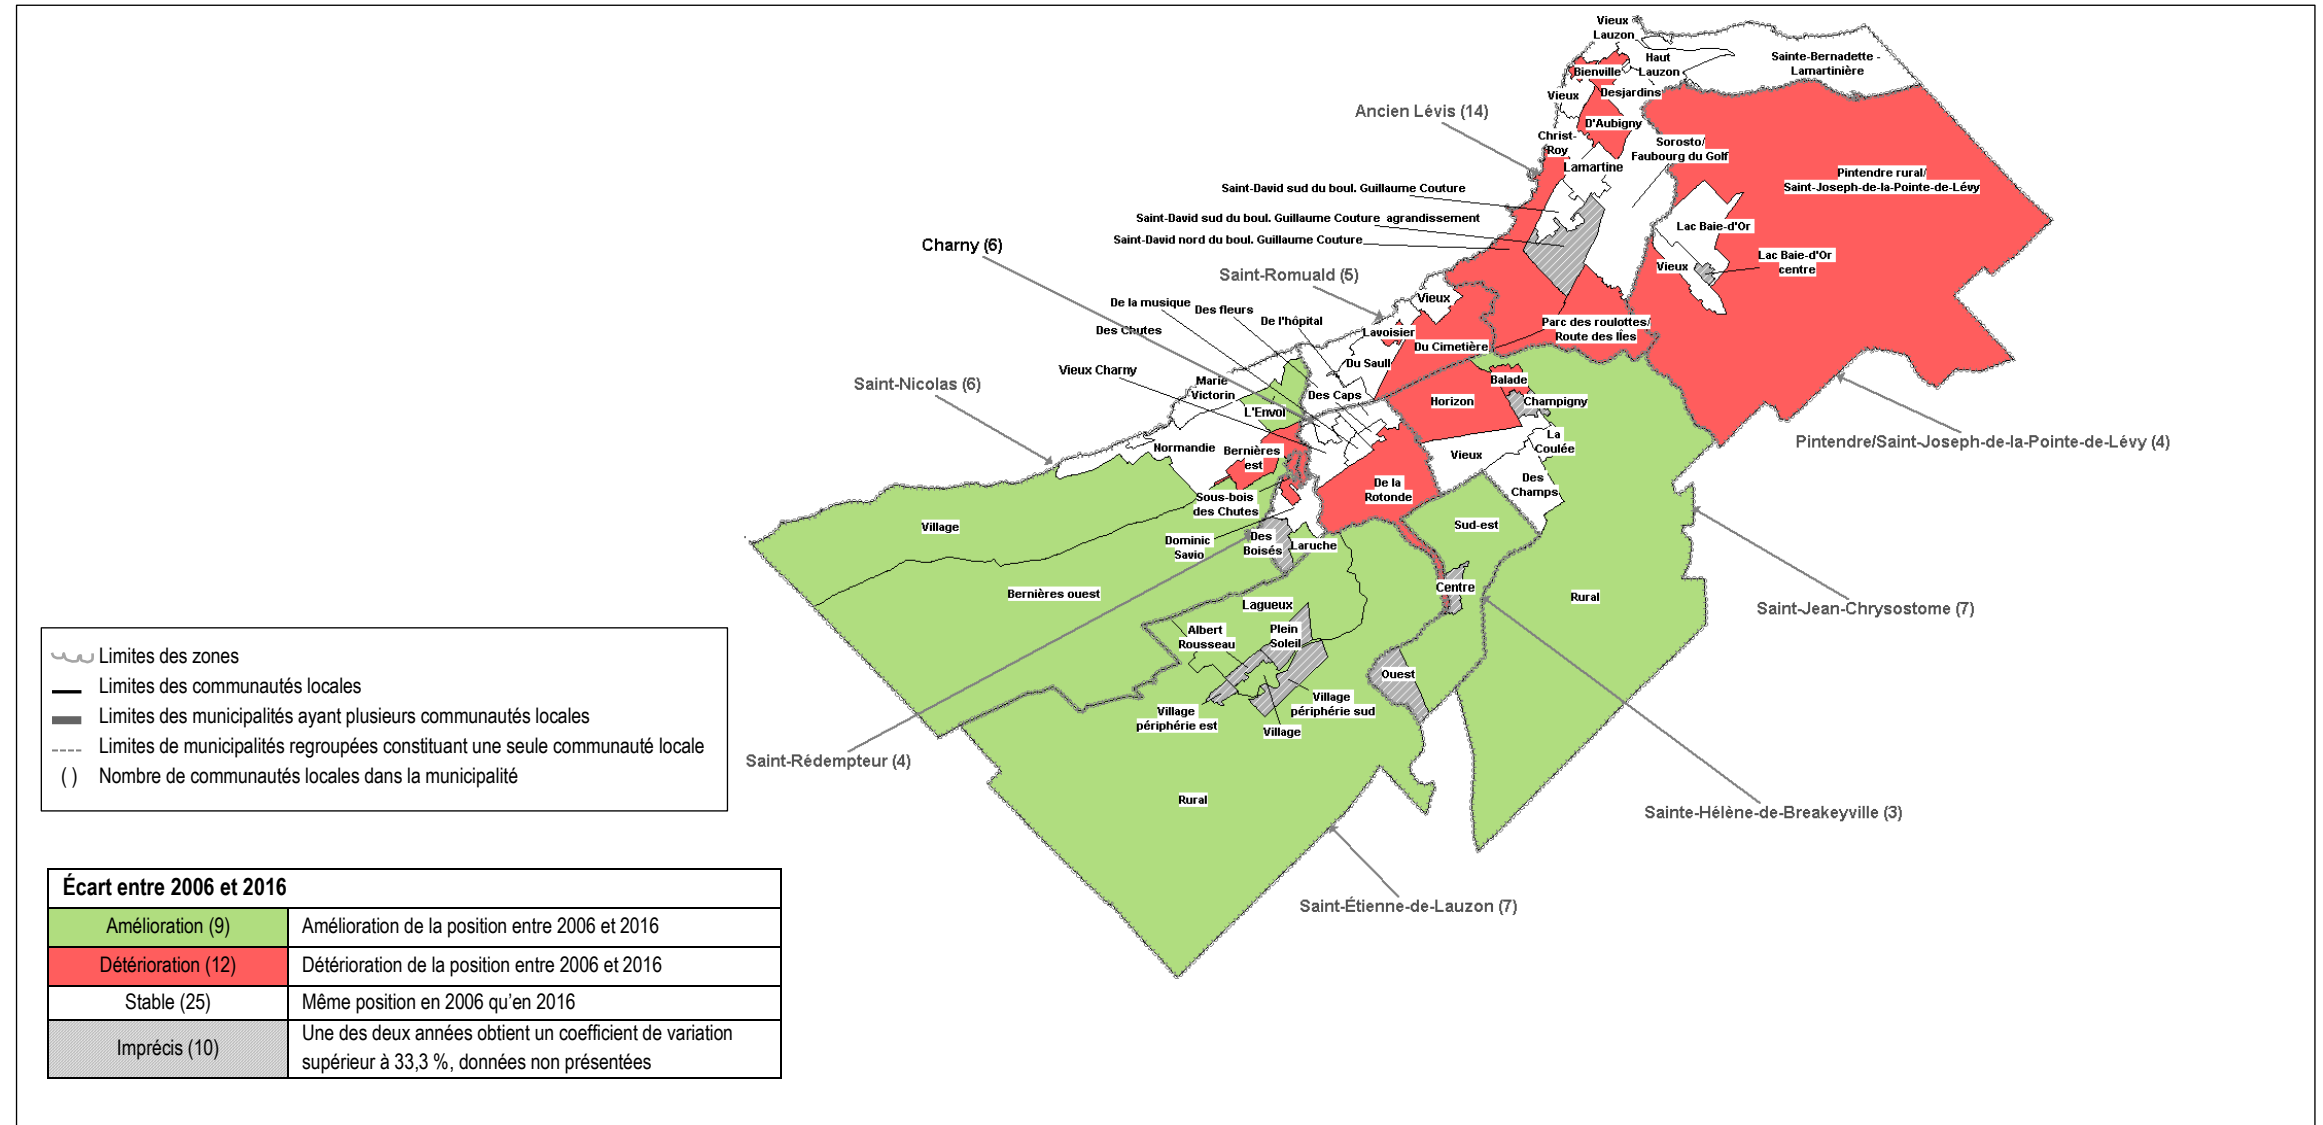 Vieux
Lauzon
Haut
Lauzon
Sainte-Bernadette -
Lamartinière
Bienville
Vieux
Desjardins
Ancien Lévis (14)
D'Aubigny
Christ-
Roy
Sorosto/
Faubourg du Golf
Lamartine
Pintendre rural/
Saint-Joseph-de-la-Pointe-de-Lévy
Saint-David sud du boul. Guillaume Couture
Saint-David sud du boul. Guillaume Couture agrandissement
Saint-David nord du boul. Guillaume Couture
Lac Baie-d'Or
Lac Baie-d'Or
centre
Vieux
Charny (6)
Saint-Romuald (5)
De la musique
Des fleurs
De l'hôpital
Des Chutes
Vieux
Lavoisier
Du Cimetière
Parc des roulottes/
Route des Îles
Du Sault
Vieux Charny
Saint-Nicolas (6)
Marie
Victorin
Des Caps
L'Envol
Balade
Horizon
Champigny
Normandie
Bernières
est
Vieux
La
Coulée
Pintendre/Saint-Joseph-de-la-Pointe-de-Lévy (4)
De la
Rotonde
Des
Champs
Sous-bois
des Chutes
Village
Sud-est
Dominic
Savio
Des
Boisés
Laruche
Centre
Bernières ouest
Rural
Lagueux
Saint-Jean-Chrysostome (7)
Albert
Rousseau
Plein
Soleil
Ouest
Village
périphérie est
Village
périphérie sud
Village
Saint-Rédempteur (4)
Rural
Sainte-Hélène-de-Breakeyville (3)
Saint-Étienne-de-Lauzon (7)
Limites des zones
Limites des communautés locales
Limites des municipalités ayant plusieurs communautés locales
Limites de municipalités regroupées constituant une seule communauté locale
( ) Nombre de communautés locales dans la municipalité
Écart entre 2006 et 2016
Amélioration (9) Amélioration de la position entre 2006 et 2016
Détérioration (12) Détérioration de la position entre 2006 et 2016
Stable (25) Même position en 2006 qu'en 2016
Imprécis (10) Une des deux années obtient un coefficient de variation
supérieur à 33,3 %, données non présentées